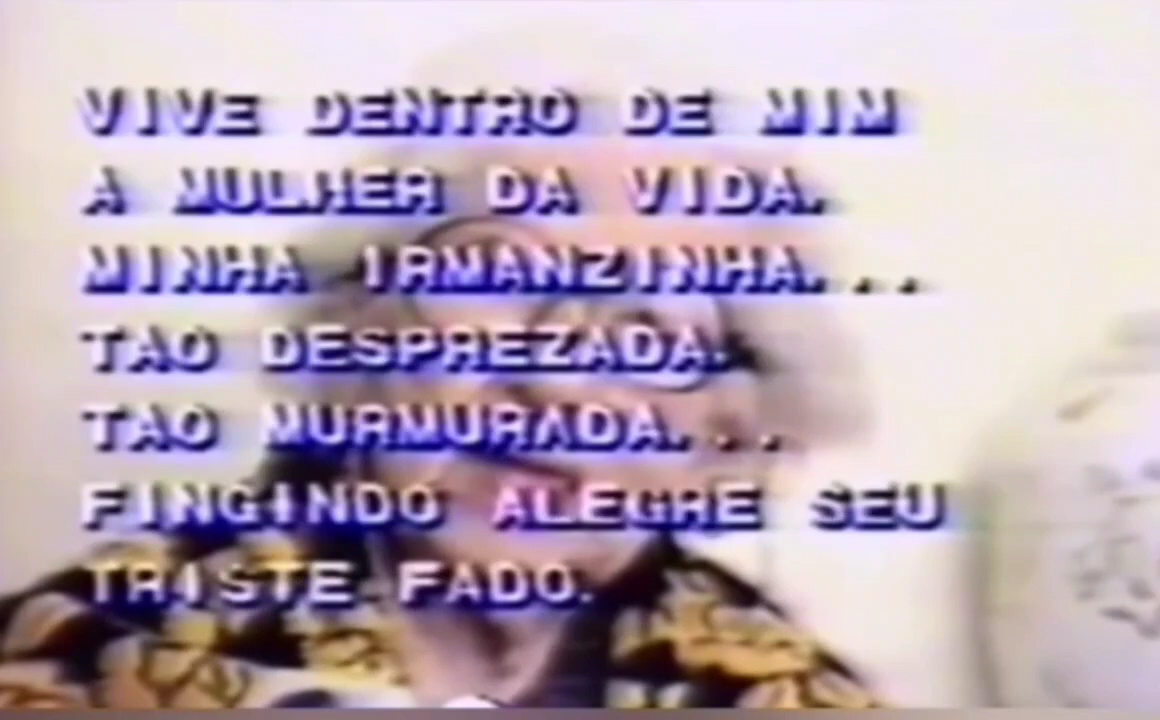 VIVE DENTRO DE MIM
A MULHER DA VIDA.
MINHA IRMANZINHA...
TAO DESPREZADA.
TAO MURMURADA...
FINGINDO ALEGRE SEU
TRISTE FADO.